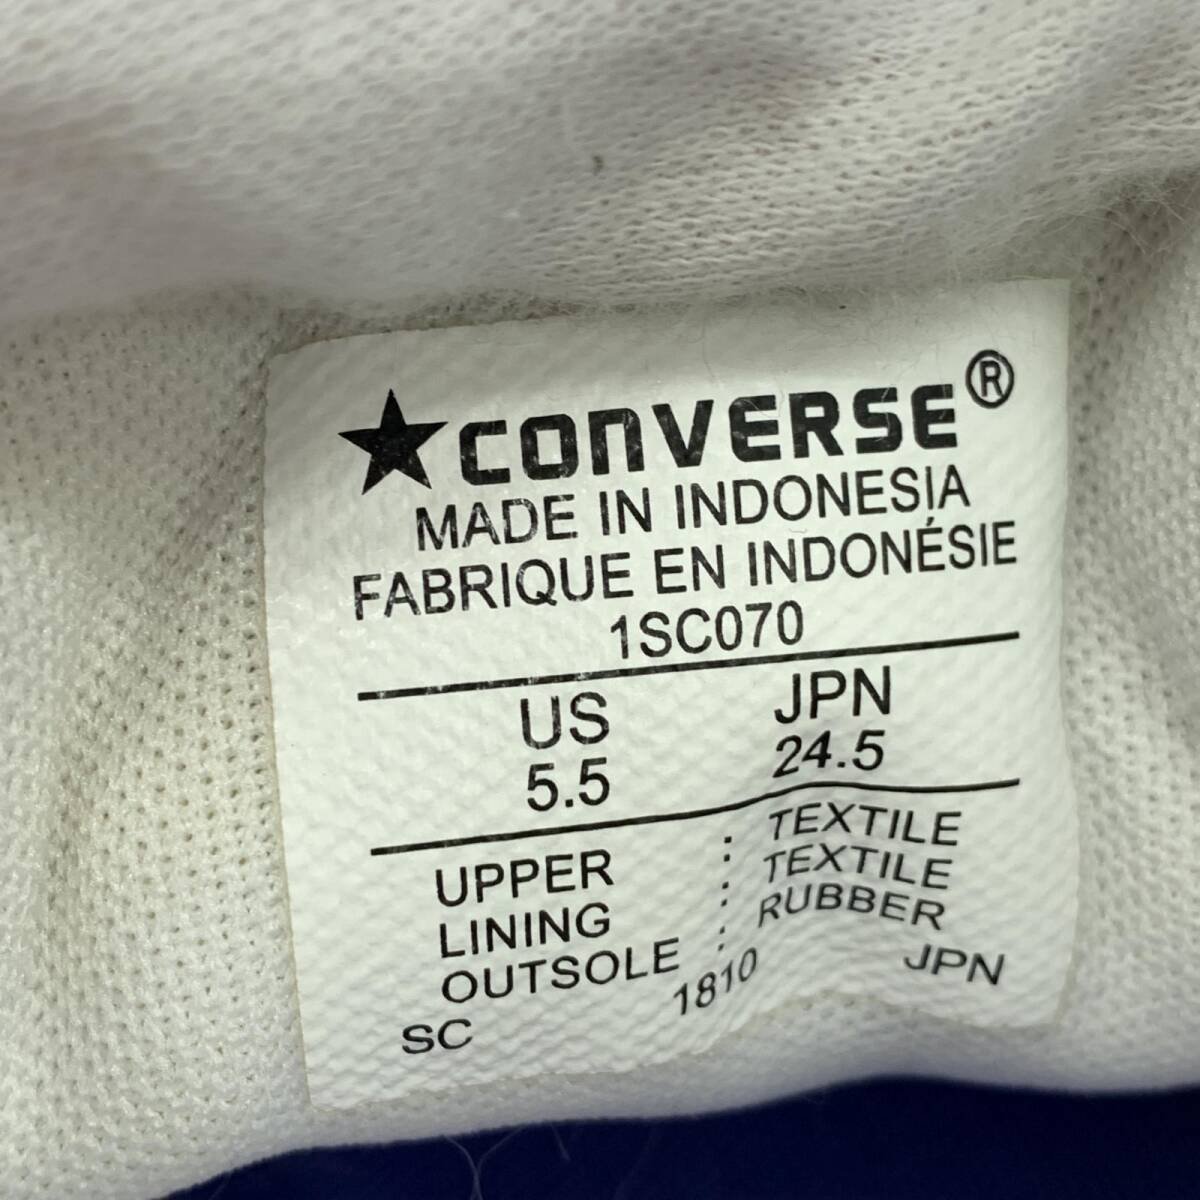 ★CONVERSE®
MADE IN INDONESIA
FABRIQUE EN INDONÉSIE
1SC070
US JPN
5.5 24.5
UPPER : TEXTILE
LINING : TEXTILE
OUTSOLE : RUBBER
SC 1810 JPN